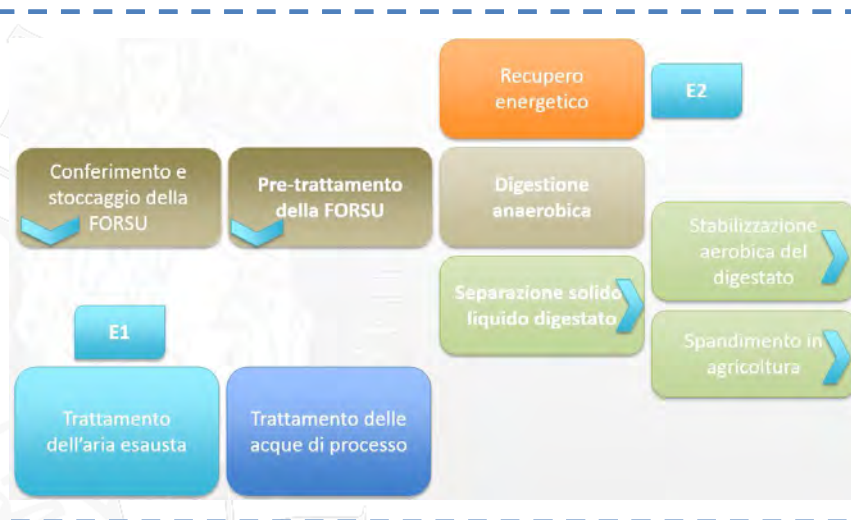 Recupero
energetico
E2
Conferimento e
stoccaggio della
FORSU
Pre-trattamento
della FORSU
Digestione
anaerobica
Stabilizzazione
aerobica del
digestato
Separazione solido
liquido digestato
Spandimento in
agricoltura
E1
Trattamento
dell'aria esausta
Trattamento delle
acque di processo